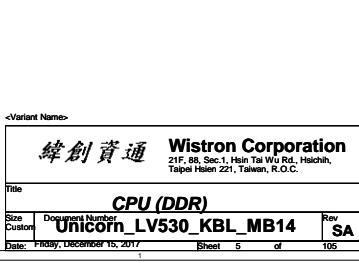 <Variant Name>
緯創資通
Wistron Corporation
21F, 88, Sec.1, Hsin Tai Wu Rd., Hsichih,
Taipei Hsien 221, Taiwan, R.O.C.
Title
CPU (DDR)
Size
Document Number
Rev
Custom
Unicorn_LV530_KBL_MB14
SA
Date: Friday, December 15, 2017
Sheet 5 of 105
1